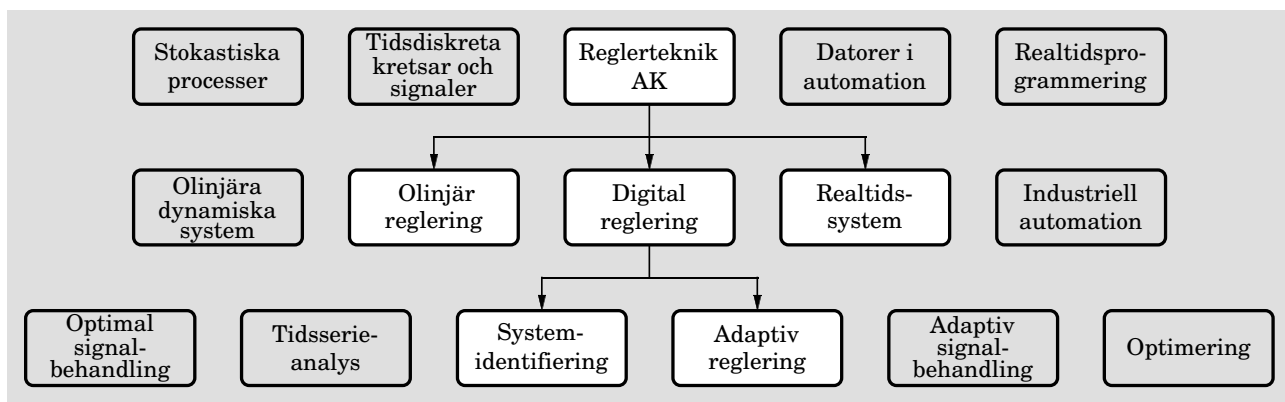 Stokastiska
processer
Tidsdiskreta
kretsar och
signaler
Reglerteknik
AK
Datorer i
automation
Realtidspro-
grammering
Olinjära
dynamiska
system
Olinjär
reglering
Digital
reglering
Realtids-
system
Industriell
automation
Optimal
signal-
behandling
Tidsserie-
analys
System-
identifiering
Adaptiv
reglering
Adaptiv
signal-
behandling
Optimering